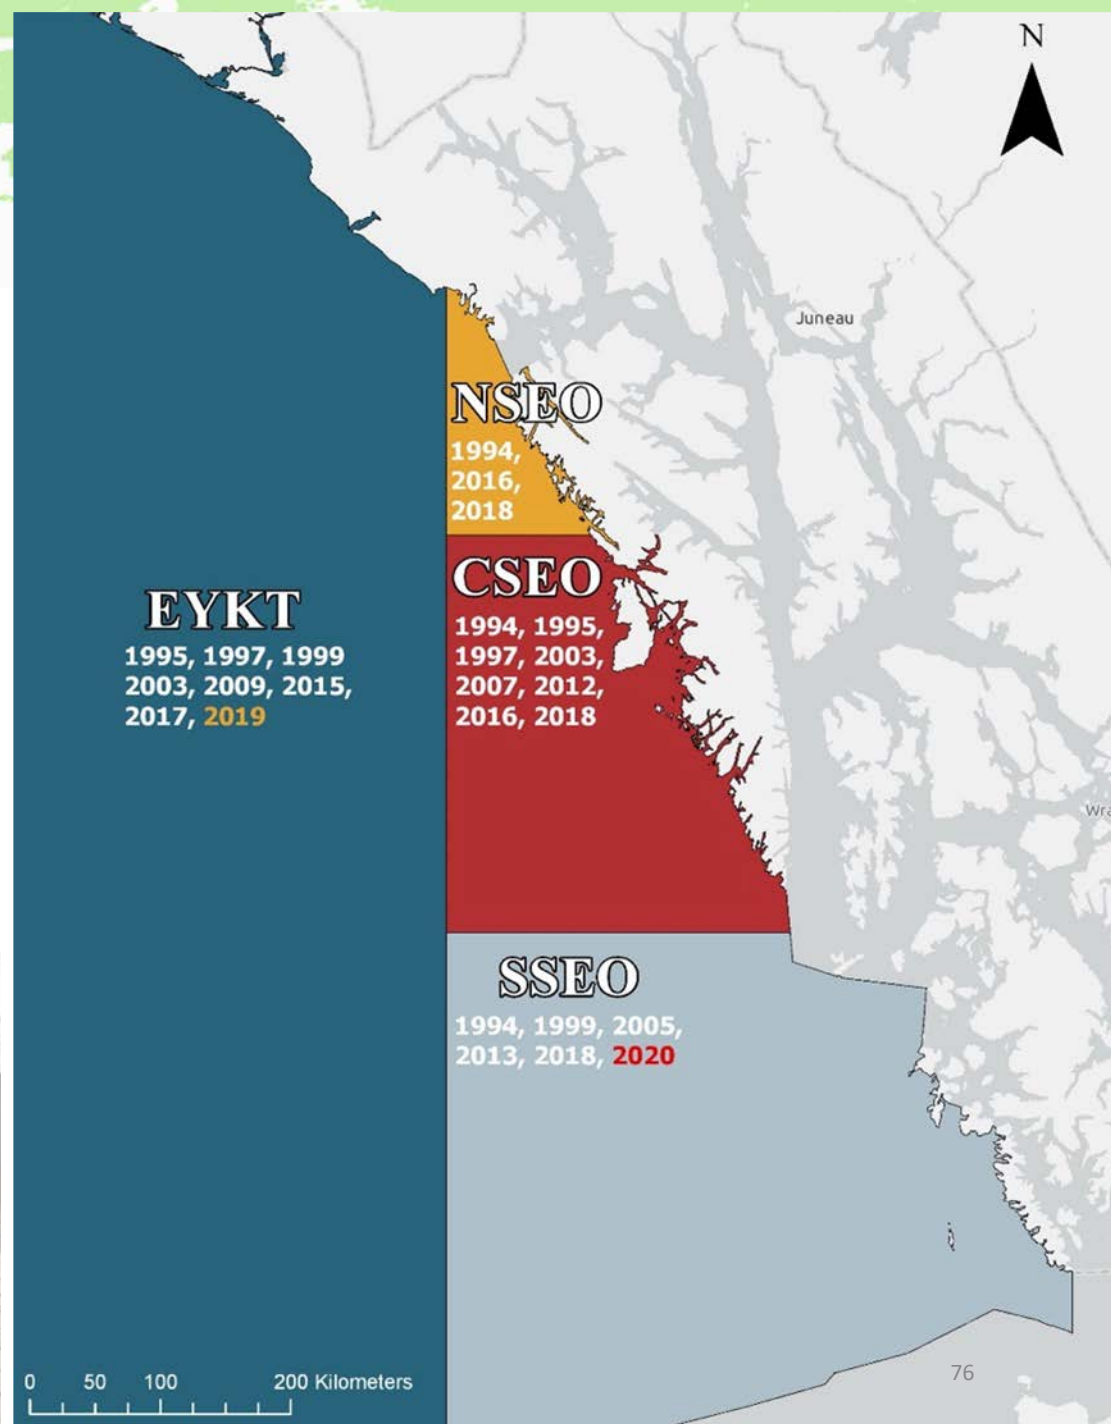 N
Juneau
NSEO
1994,
2016,
2018
CSEO
1994, 1995,
1997, 2003,
2007, 2012,
2016, 2018
EYKT
1995, 1997, 1999
2003, 2009, 2015,
2017, 2019
Wra
SSEO
1994, 1999, 2005,
2013, 2018, 2020
76
0 50 100 200 Kilometers